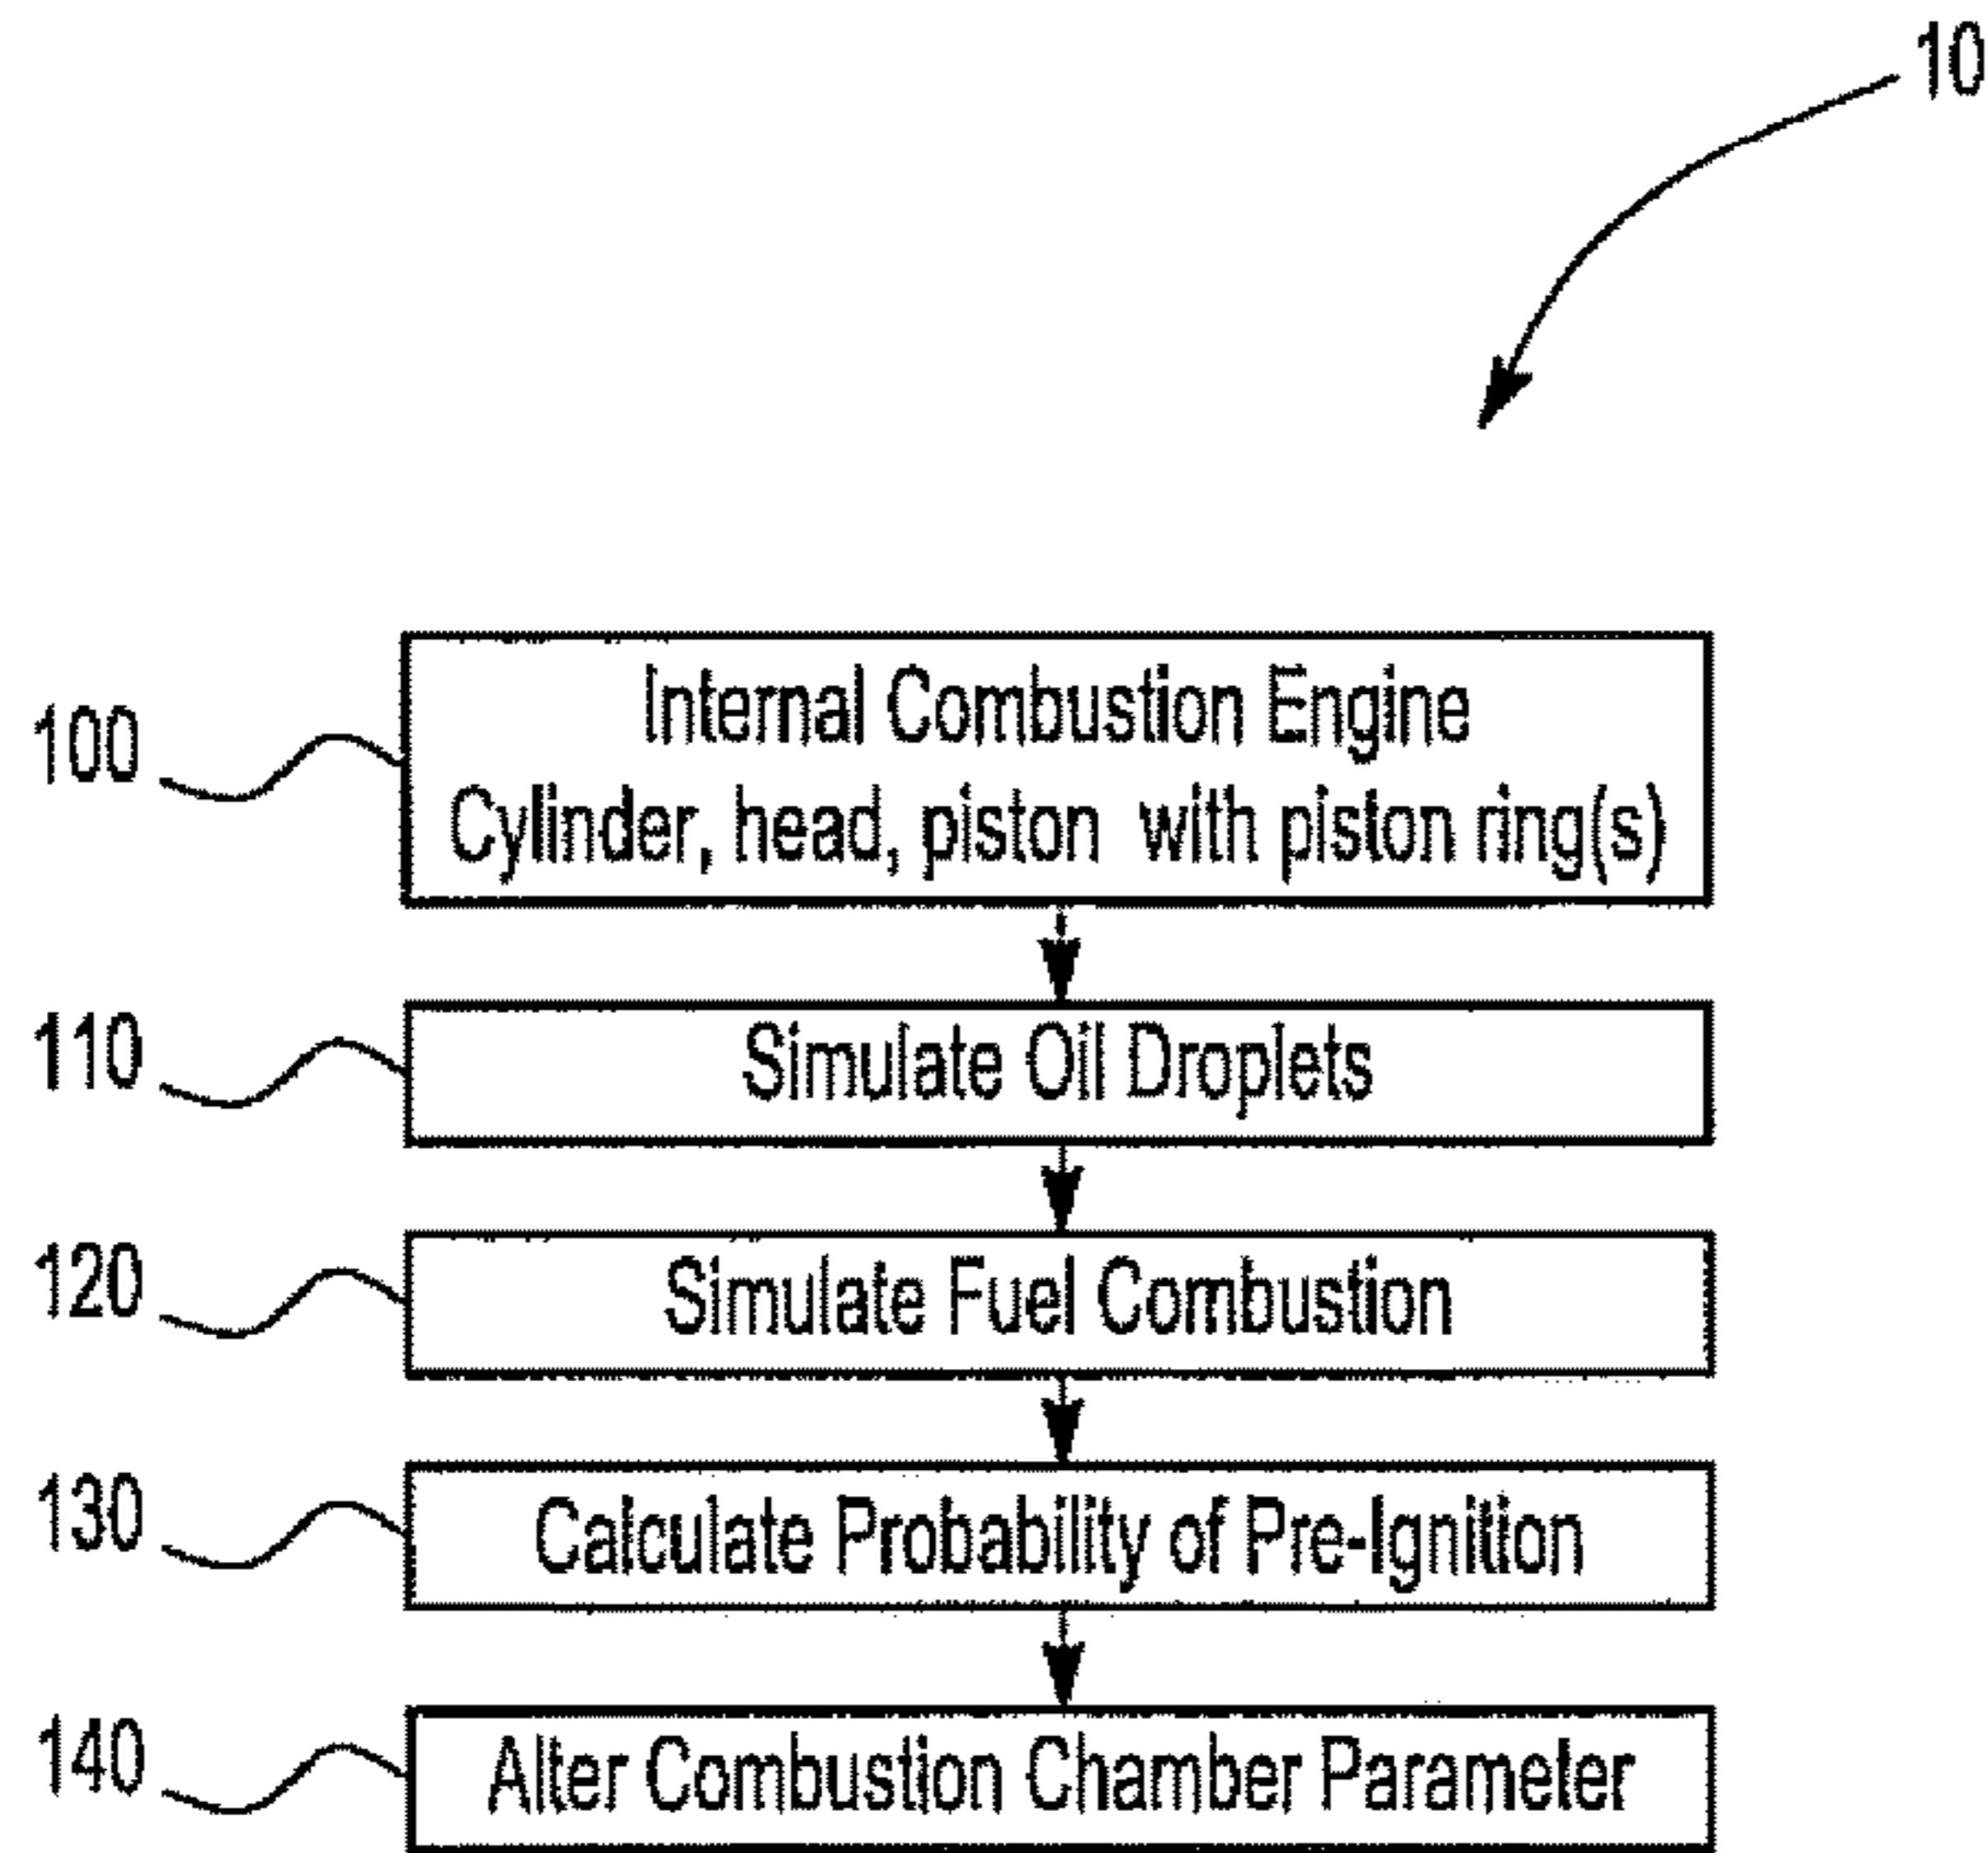 10
100
Internal Combustion Engine
Cylinder, head, piston with piston ring(s)
110
Simulate Oil Droplets
120
Simulate Fuel Combustion
130
Calculate Probability of Pre-Ignition
140
Alter Combustion Chamber Parameter